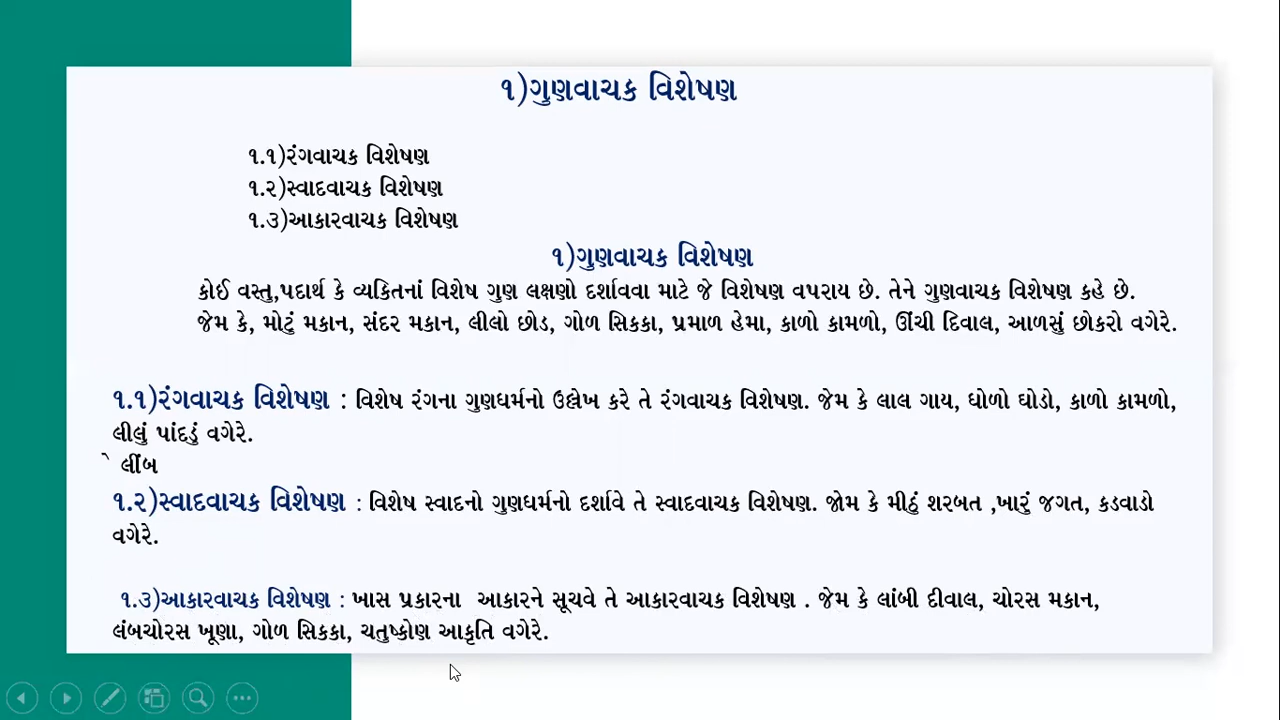 ૧)ગુણવાચક વિશેષણ
૧.૧)રંગવાચક વિશેષણ
૧.૨)સ્વાદવાચક વિશેષણ
૧.૩)આકારવાચક વિશેષણ
૧)ગુણવાચક વિશેષણ
કોઈ વસ્તુ,પદાર્થ કે વ્યકિતનાં વિશેષ ગુણ લક્ષણો દર્શાવવા માટે જે વિશેષણ વપરાય છે. તેને ગુણવાચક વિશેષણ કહે છે.
જેમ કે, મોટું મકાન, સંદર મકાન, લીલો છોડ, ગોળ સિકકા, પ્રમાળ હેમા, કાળો કામળો, ઊંચી દિવાલ, આળસું છોકરો વગેરે.
૧.૧)રંગવાચક વિશેષણ : વિશેષ રંગના ગુણધર્મનો ઉલ્લેખ કરે તે રંગવાચક વિશેષણ. જેમ કે લાલ ગાય, ધોળો ઘોડો, કાળો કામળો,
લીલું પાંદડું વગેરે.
ે લીંબ
૧.૨)સ્વાદવાચક વિશેષણ : વિશેષ સ્વાદનો ગુણધર્મનો દર્શાવે તે સ્વાદવાચક વિશેષણ. જોમ કે મીઠું શરબત ,ખારું જગત, કડવાડો
વગેરે.
૧.૩)આકારવાચક વિશેષણ : ખાસ પ્રકારના આકારને સૂચવે તે આકારવાચક વિશેષણ . જેમ કે લાંબી દીવાલ, ચોરસ મકાન,
લંબચોરસ ખૂણા, ગોળ સિકકા, ચતુષ્કોણ આકૃતિ વગેરે.